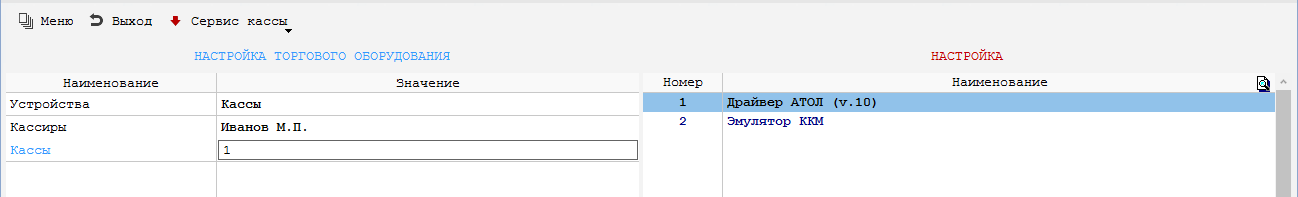 Меню Выход Сервис кассы
НАСТРОЙКА ТОРГОВОГО ОБОРУДОВАНИЯ НАСТРОЙКА
Наименование Значение Номер Наименование
Устройства Кассы 1 Драйвер АТОЛ (v.10)
Кассиры Иванов М.П. 2 Эмулятор ККМ
Кассы 1